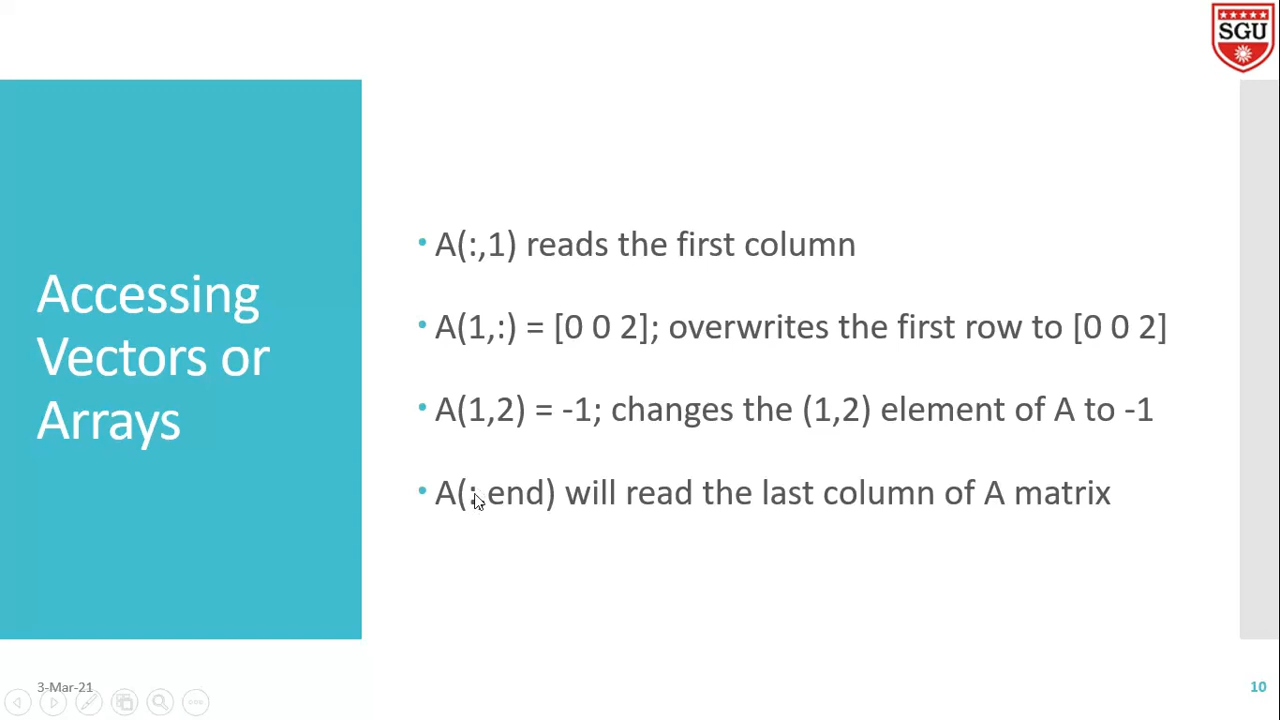 SGU
Accessing
Vectors or
Arrays
• A(:,1) reads the first column
• A(1,:) = [0 0 2]; overwrites the first row to [0 0 2]
• A(1,2) = -1; changes the (1,2) element of A to -1
• A(:,end) will read the last column of A matrix
3-Mar-21
10